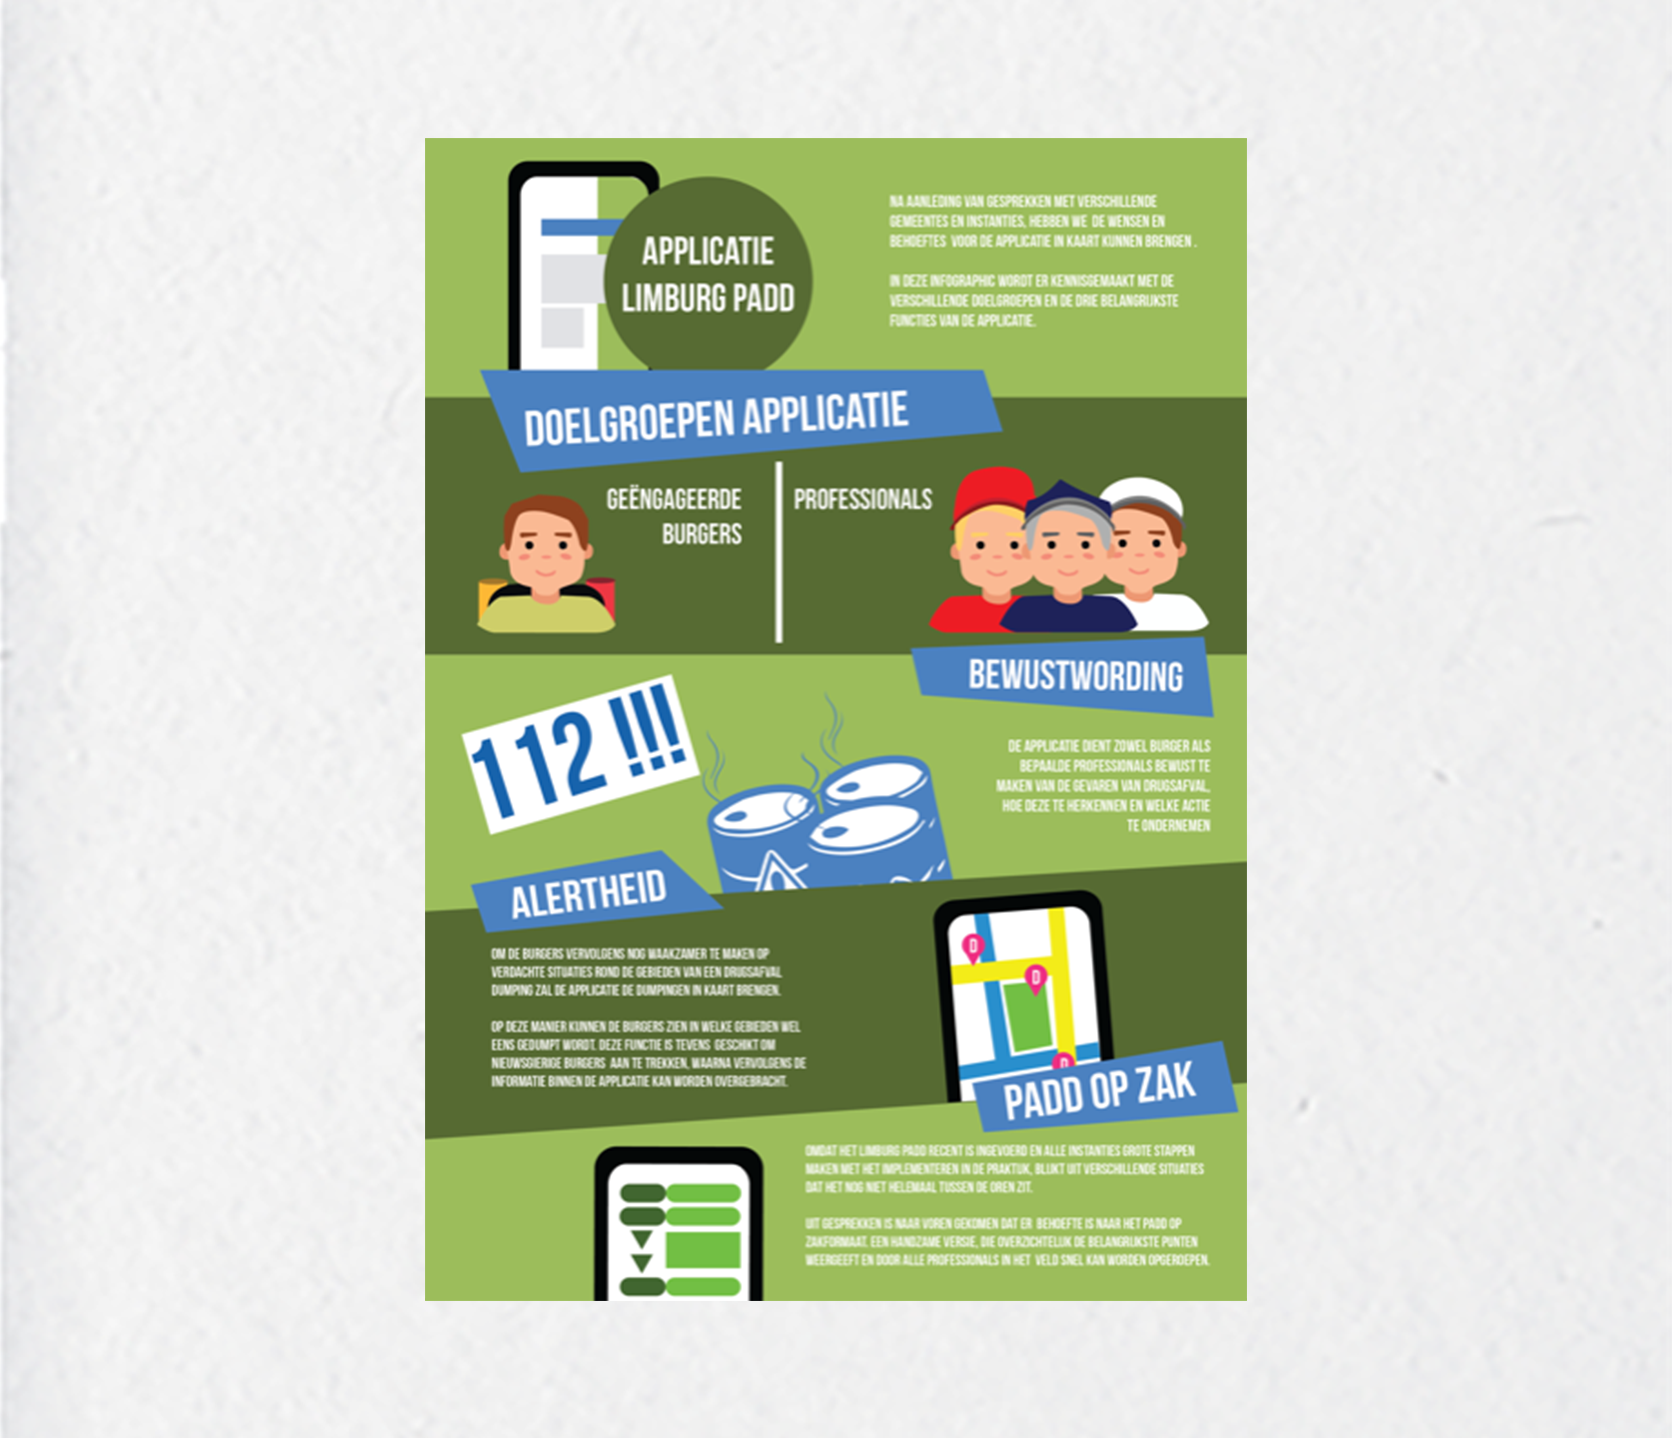 APPLICATIE
LIMBURG PADD
NA AANLEDING VAN GESPREKKEN MET VERSCHILLENDE
GEMEENTES EN INSTANTIES, HEBBEN WE DE WENSEN EN
BEHOEFTES VOOR DE APPLICATIE IN KAART KUNNEN BRENGEN .
IN DEZE INFOGRAPHIC WORDT ER KENNISGEMAAKT MET DE
VERSCHILLENDE DOELGROEPEN EN DE DRIE BELANGRIJKSTE
FUNCTIES VAN DE APPLICATIE.
DOELGROEPEN APPLICATIE
GEËNGAGEERDE
BURGERS
PROFESSIONALS
BEWUSTWORDING
112 !!!
DE APPLICATIE DIENT ZOWEL BURGER ALS
BEPAALDE PROFESSIONALS BEWUST TE
MAKEN VAN DE GEVAREN VAN DRUGSAFVAL,
HOE DEZE TE HERKENNEN EN WELKE ACTIE
TE ONDERNEMEN
ALERTHEID
OM DE BURGERS VERVOLGENS NOG WAAKZAMER TE MAKEN OP
VERDACHTE SITUATIES ROND DE GEBIEDEN VAN EEN DRUGSAFVAL
DUMPING ZAL DE APPLICATIE DE DUMPINGEN IN KAART BRENGEN.
OP DEZE MANIER KUNNEN DE BURGERS ZIEN IN WELKE GEBIEDEN WEL
EENS GEDUMPT WORDT. DEZE FUNCTIE IS TEVENS GESCHIKT OM
NIEUWSGIERIGE BURGERS AAN TE TREKKEN, WAARNA VERVOLGENS DE
INFORMATIE BINNEN DE APPLICATIE KAN WORDEN OVERGEBRACHT.
D
D
D
PADD OP ZAK
OMDAT HET LIMBURG PADD RECENT IS INGEVOERD EN ALLE INSTANTIES GROTE STAPPEN
MAKEN MET HET IMPLEMENTEREN IN DE PRAKTIJK, BLIJKT UIT VERSCHILLENDE SITUATIES
DAT HET NOG NIET HELEMAAL TUSSEN DE OREN ZIT.
UIT GESPREKKEN IS NAAR VOREN GEKOMEN DAT ER BEHOEFTE IS NAAR HET PADD OP
ZAKFORMAAT. EEN HANDZAME VERSIE, DIE OVERZICHTELIJK DE BELANGRIJKSTE PUNTEN
WEERGEEFT EN DOOR ALLE PROFESSIONALS IN HET VELD SNEL KAN WORDEN OPGEROEPEN.